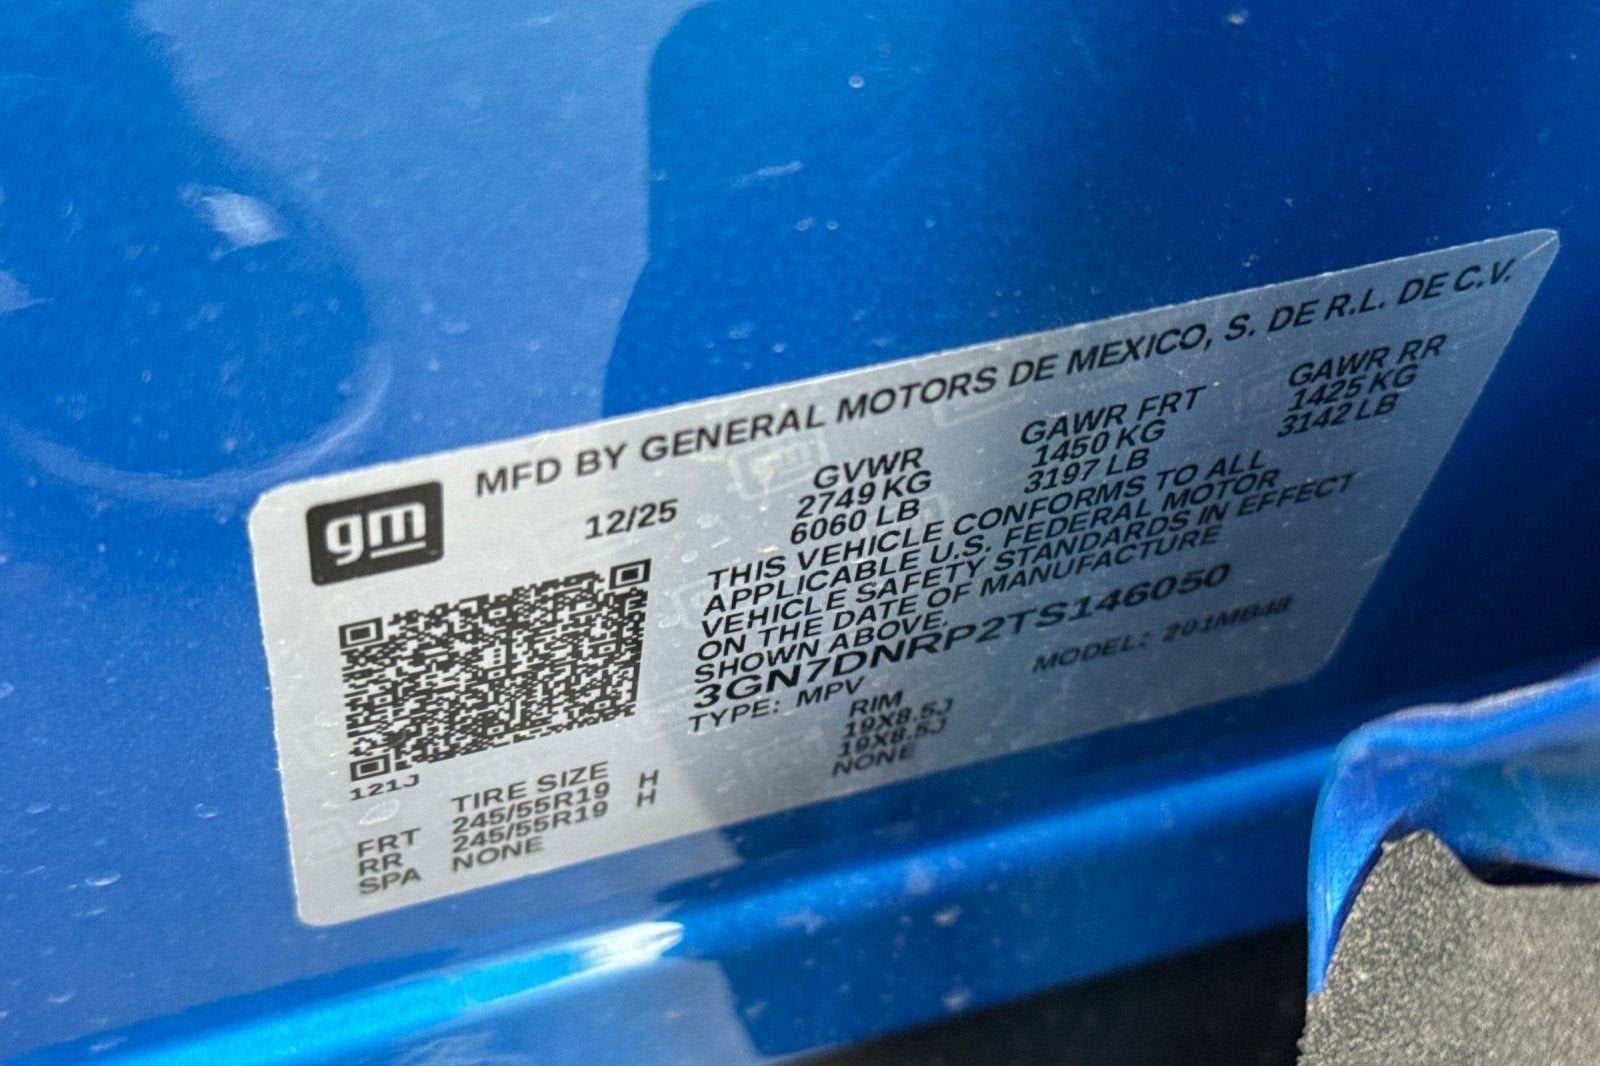 gm
MFD BY GENERAL MOTORS DE MEXICO, S. DE R.L. DE C.V.
12/25
GVWR
2749 KG
6060 LB
GAWR FRT
1450 KG
3197 LB
GAWR RR
1425 KG
3142 LB
THIS VEHICLE CONFORMS TO ALL
APPLICABLE U.S. FEDERAL MOTOR
VEHICLE SAFETY STANDARDS IN EFFECT
ON THE DATE OF MANUFACTURE
SHOWN ABOVE.
3GN7DNRP2TS146050
TYPE: MPV
MODEL: 201MB48
121J
TIRE SIZE RIM
FRT 245/55R19 H 19X8.5J
RR 245/55R19 H 19X8.5J
SPA NONE NONE